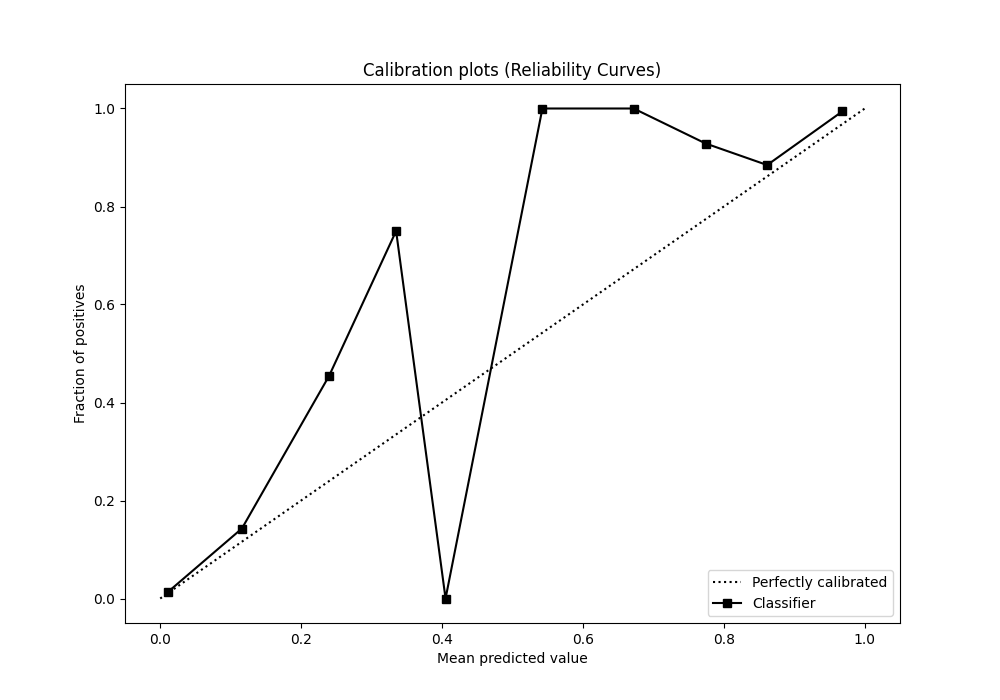 Calibration plots (Reliability Curves)
1.0
0.8
0.6
0.4
0.2
0.0
Fraction of positives
0.0 0.2 0.4 0.6 0.8 1.0
Mean predicted value
Perfectly calibrated
Classifier